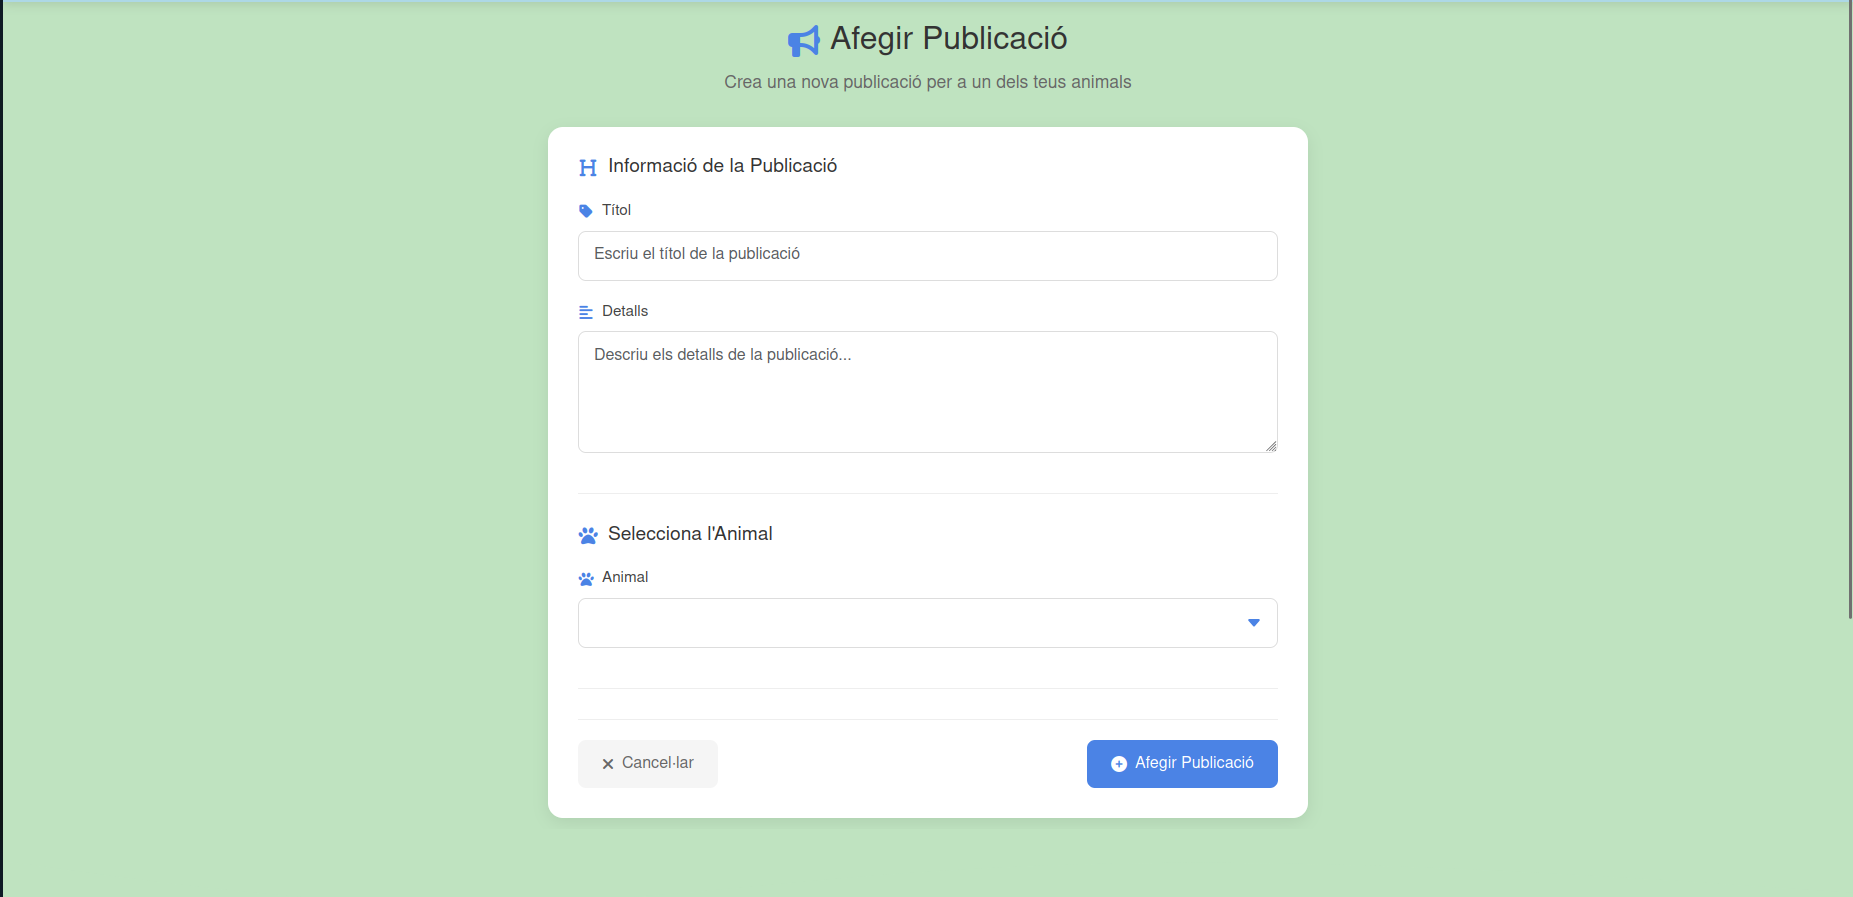 Afegir Publicació
Crea una nova publicació per a un dels teus animals
Informació de la Publicació
Títol
Escriu el títol de la publicació
Detalls
Descriu els detalls de la publicació...
Selecciona l'Animal
Animal
Cancel·lar
Afegir Publicació